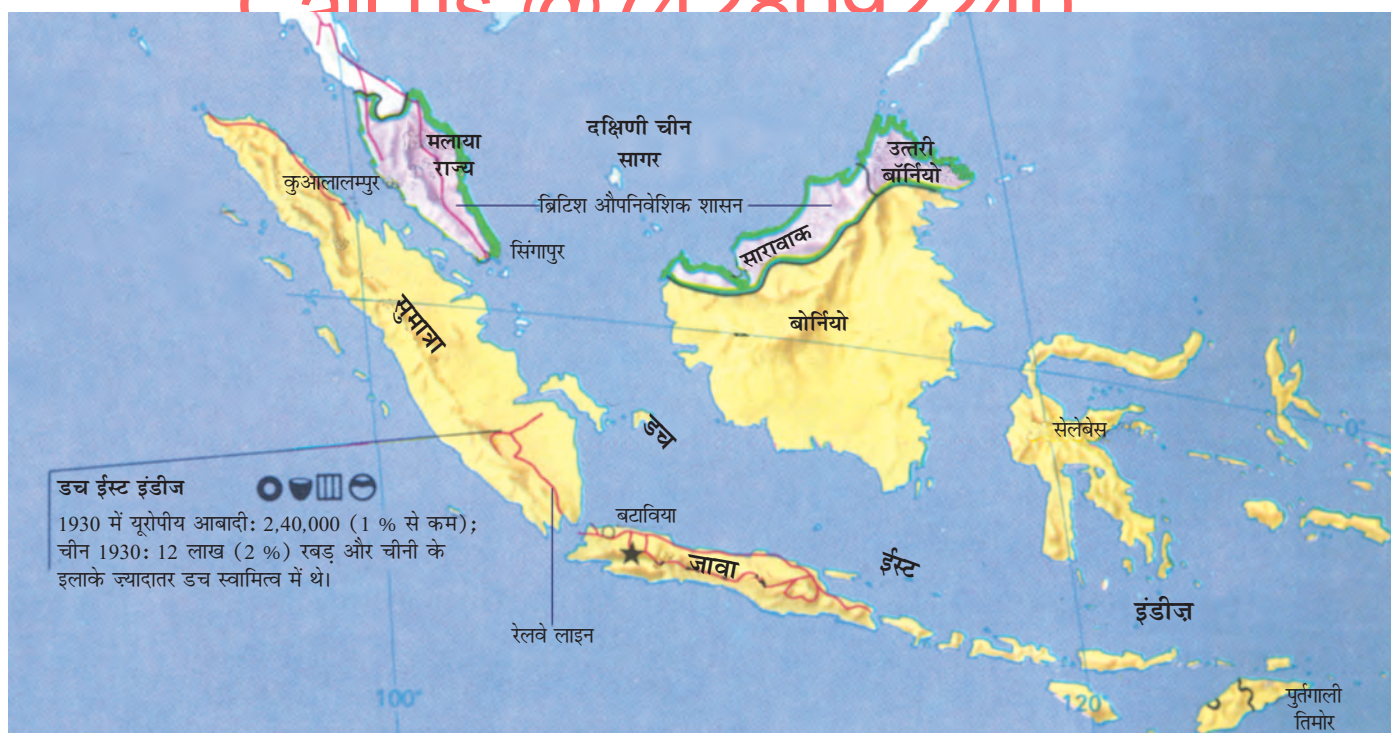 मलाया
राज्य
दक्षिणी चीन
सागर
उत्तरी
बॉर्नियो
कुआलालम्पुर
ब्रिटिश औपनिवेशिक शासन
सारावाक
सिंगापुर
सुमात्रा
बोर्नियो
डच
सेलेबेस
0°
डच ईस्ट इंडीज
1930 में यूरोपीय आबादी: 2,40,000 (1 % से कम);
चीन 1930: 12 लाख (2 %) रबड़ और चीनी के
इलाके ज़्यादातर डच स्वामित्व में थे।
बटाविया
जावा
ईस्ट
इंडीज़
रेलवे लाइन
100°
120°
पुर्तगाली
तिमोर